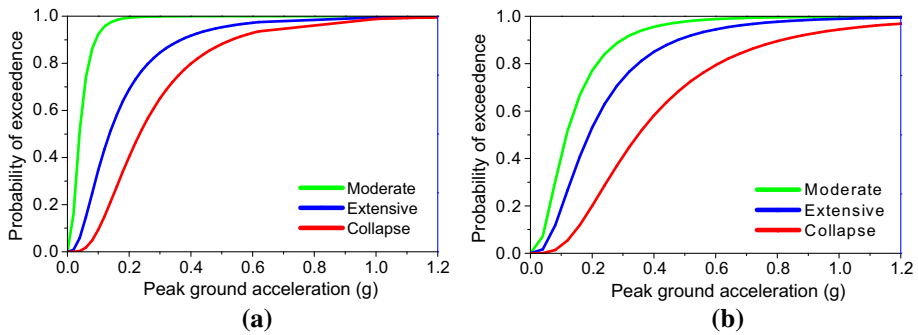 1.0
0.8
0.6
0.4
0.2
0.0
Probability of exceedence
Moderate
Extensive
Collapse
0.0 0.2 0.4 0.6 0.8 1.0 1.2
Peak ground acceleration (g)
(a)
1.0
0.8
0.6
0.4
0.2
0.0
Probability of exceedence
Moderate
Extensive
Collapse
0.0 0.2 0.4 0.6 0.8 1.0 1.2
Peak ground acceleration (g)
(b)